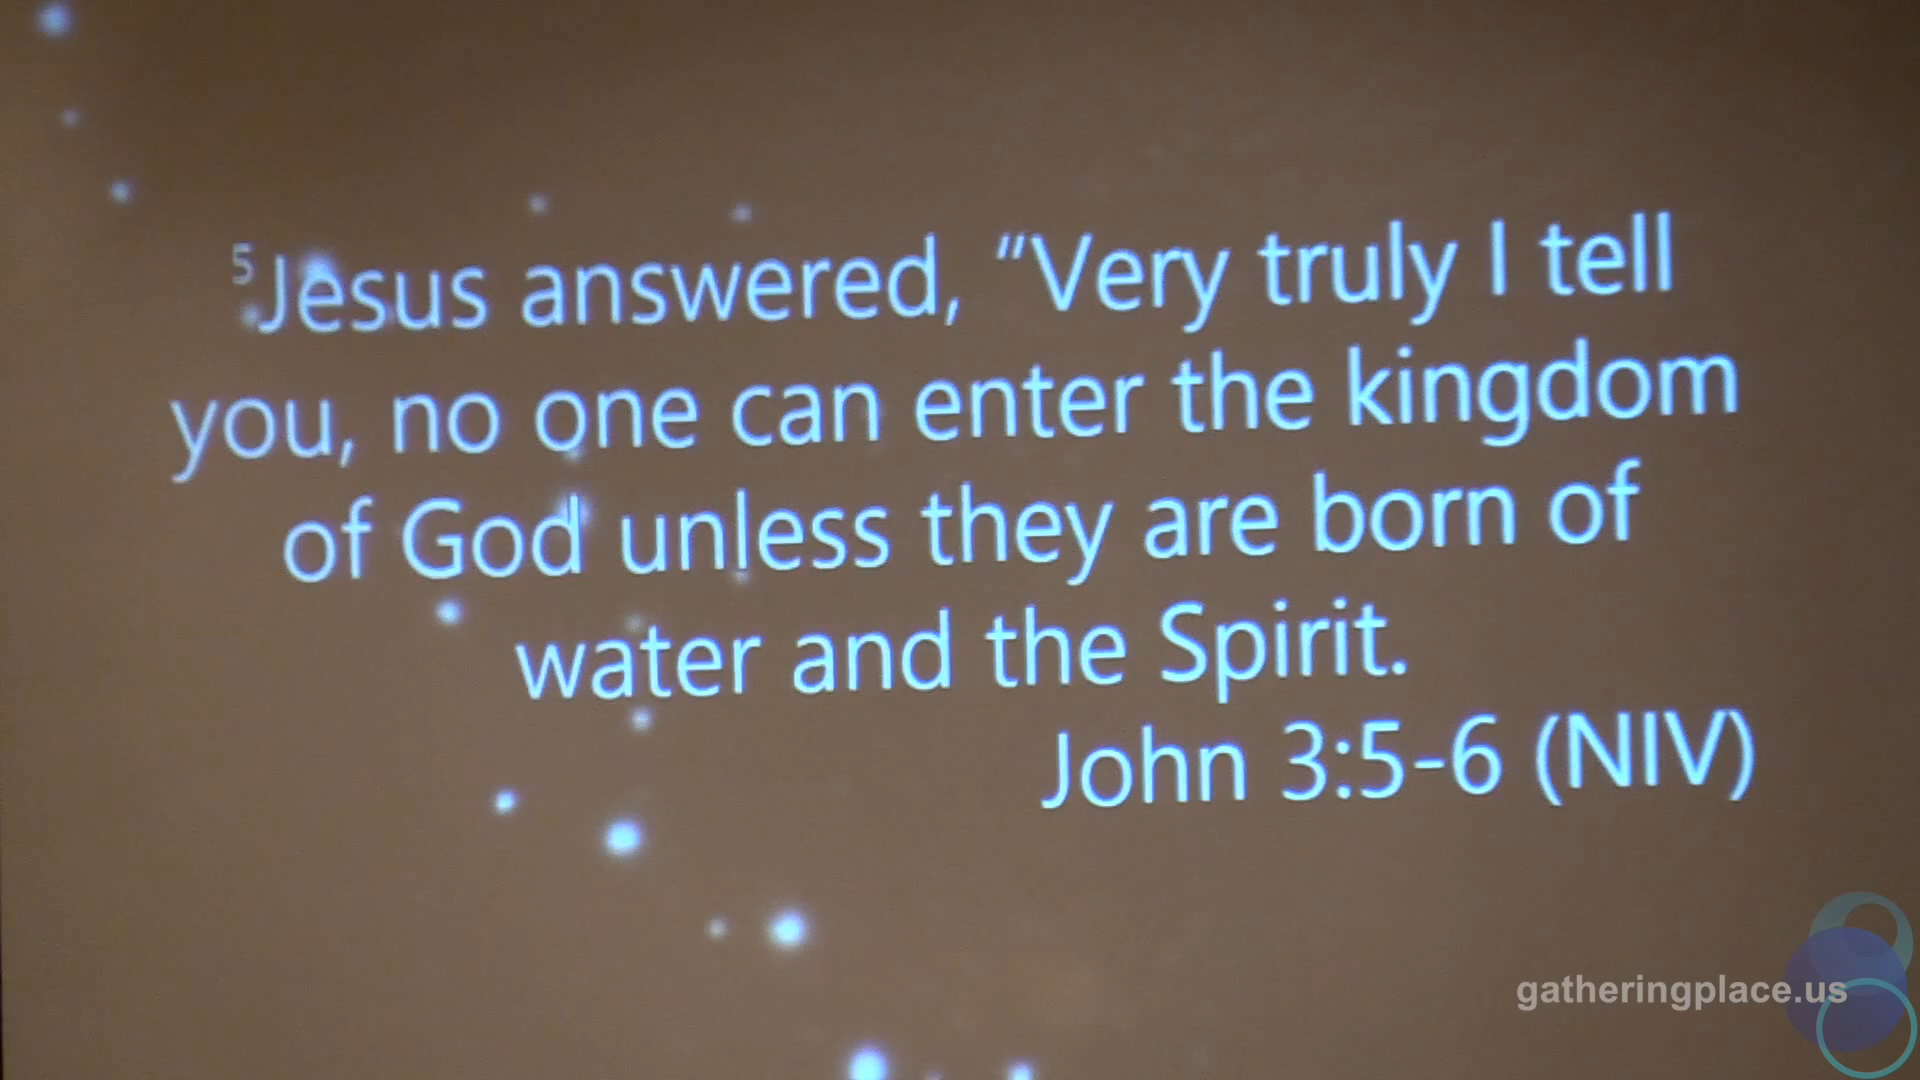 5Jesus answered, “Very truly I tell
you, no one can enter the kingdom
of God unless they are born of
water and the Spirit.
John 3:5-6 (NIV)
gatheringplace.us